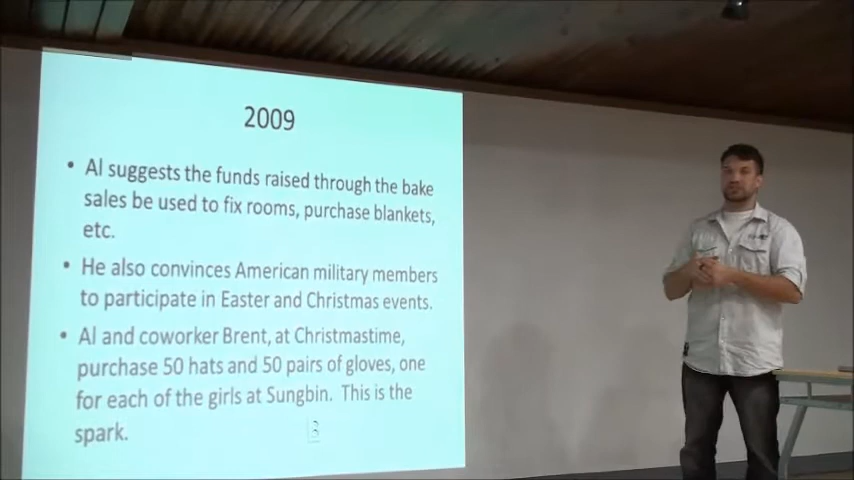 2009
• Al suggests the funds raised through the bake
sales be used to fix rooms, purchase blankets,
etc.
• He also convinces American military members
to participate in Easter and Christmas events.
• Al and coworker Brent, at Christmastime,
purchase 50 hats and 50 pairs of gloves, one
for each of the girls at Sungbin. This is the
spark.
3